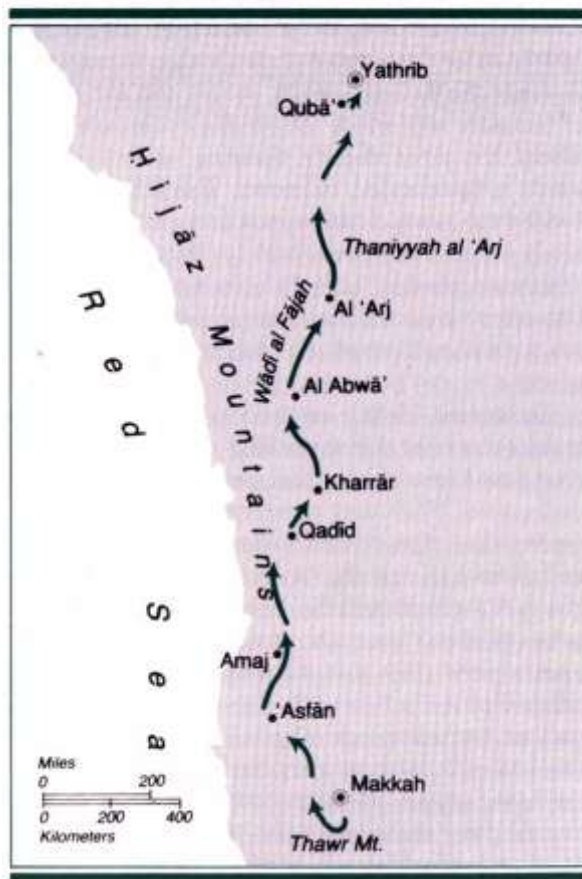 Yathrib
Qubā'
Hijāz Mountains
Thaniyyah al 'Arj
Al 'Arj
Wādī al Fājah
Al Abwā'
Red Sea
Kharrār
Qadīd
Amaj
'Asfān
Miles
0 200
0 200 400
Kilometers
Makkah
Thawr Mt.